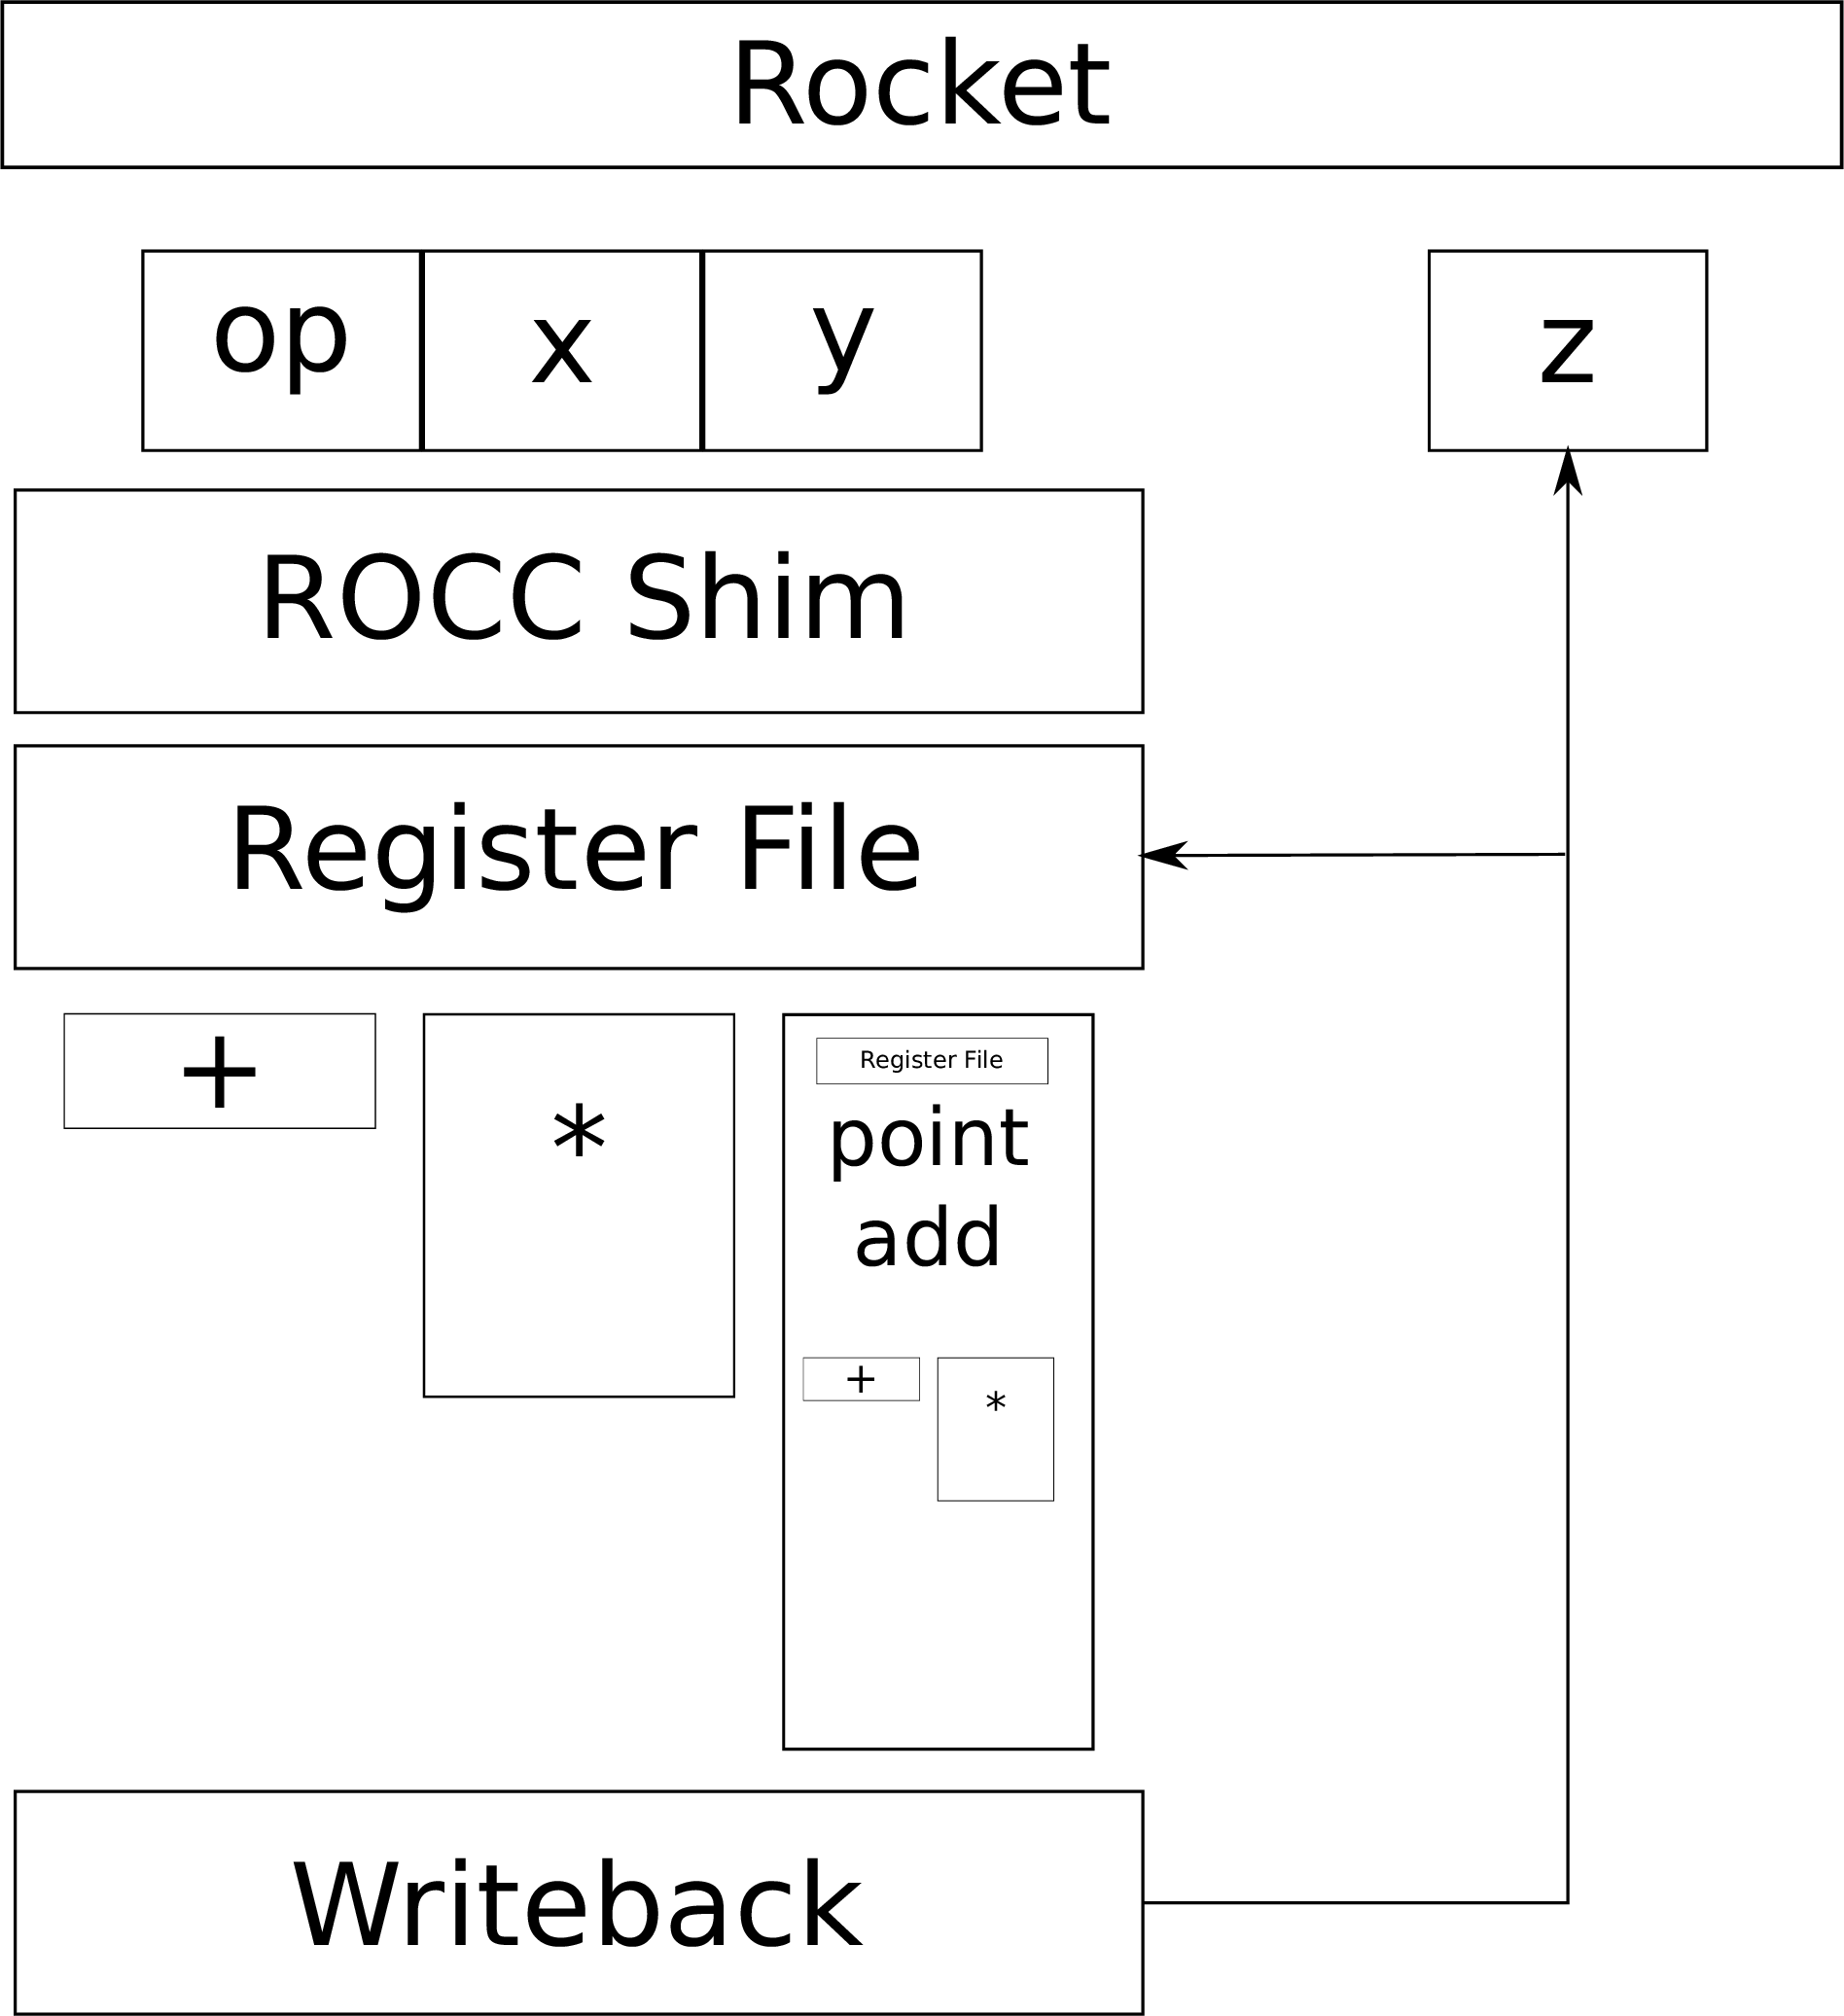 Rocket
op x y z
ROCC Shim
Register File
+ *
Register File
point
add
+ *
Writeback